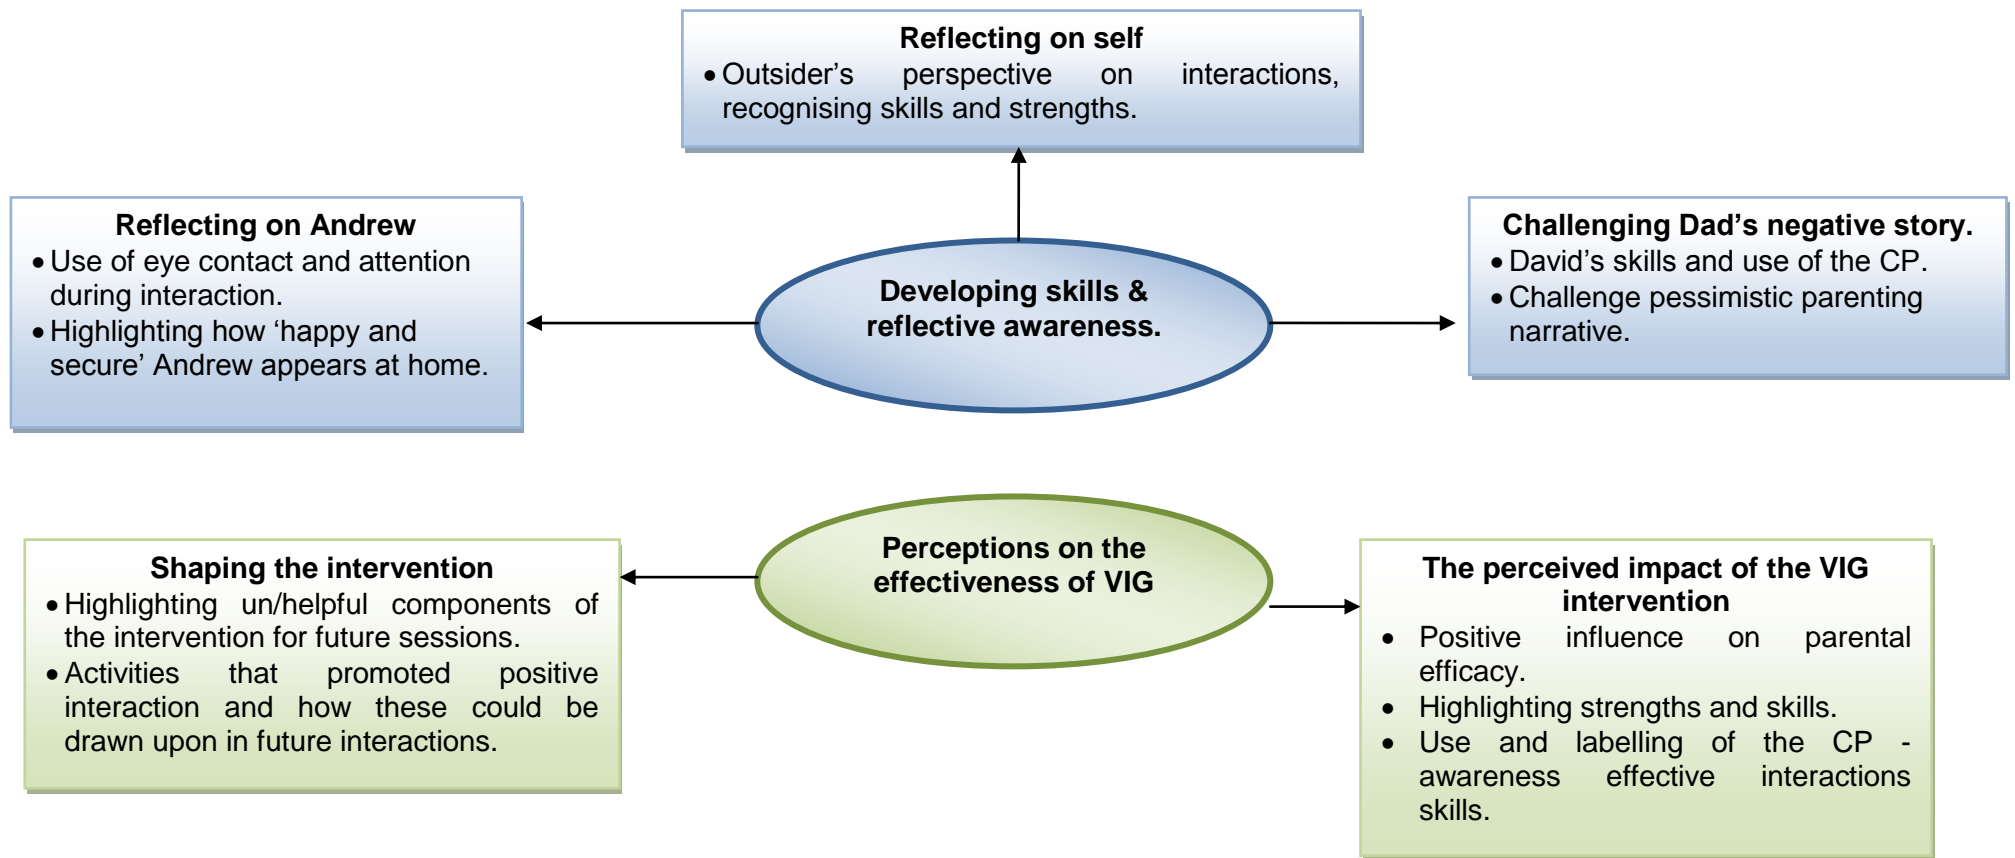 Reflecting on self
• Outsider’s perspective on interactions,
recognising skills and strengths.
Reflecting on Andrew
• Use of eye contact and attention
during interaction.
• Highlighting how ‘happy and
secure’ Andrew appears at home.
Developing skills &
reflective awareness.
Challenging Dad’s negative story.
• David’s skills and use of the CP.
• Challenge pessimistic parenting
narrative.
Shaping the intervention
• Highlighting un/helpful components of
the intervention for future sessions.
• Activities that promoted positive
interaction and how these could be
drawn upon in future interactions.
Perceptions on the
effectiveness of VIG
The perceived impact of the VIG
intervention
• Positive influence on parental
efficacy.
• Highlighting strengths and skills.
• Use and labelling of the CP -
awareness effective interactions
skills.